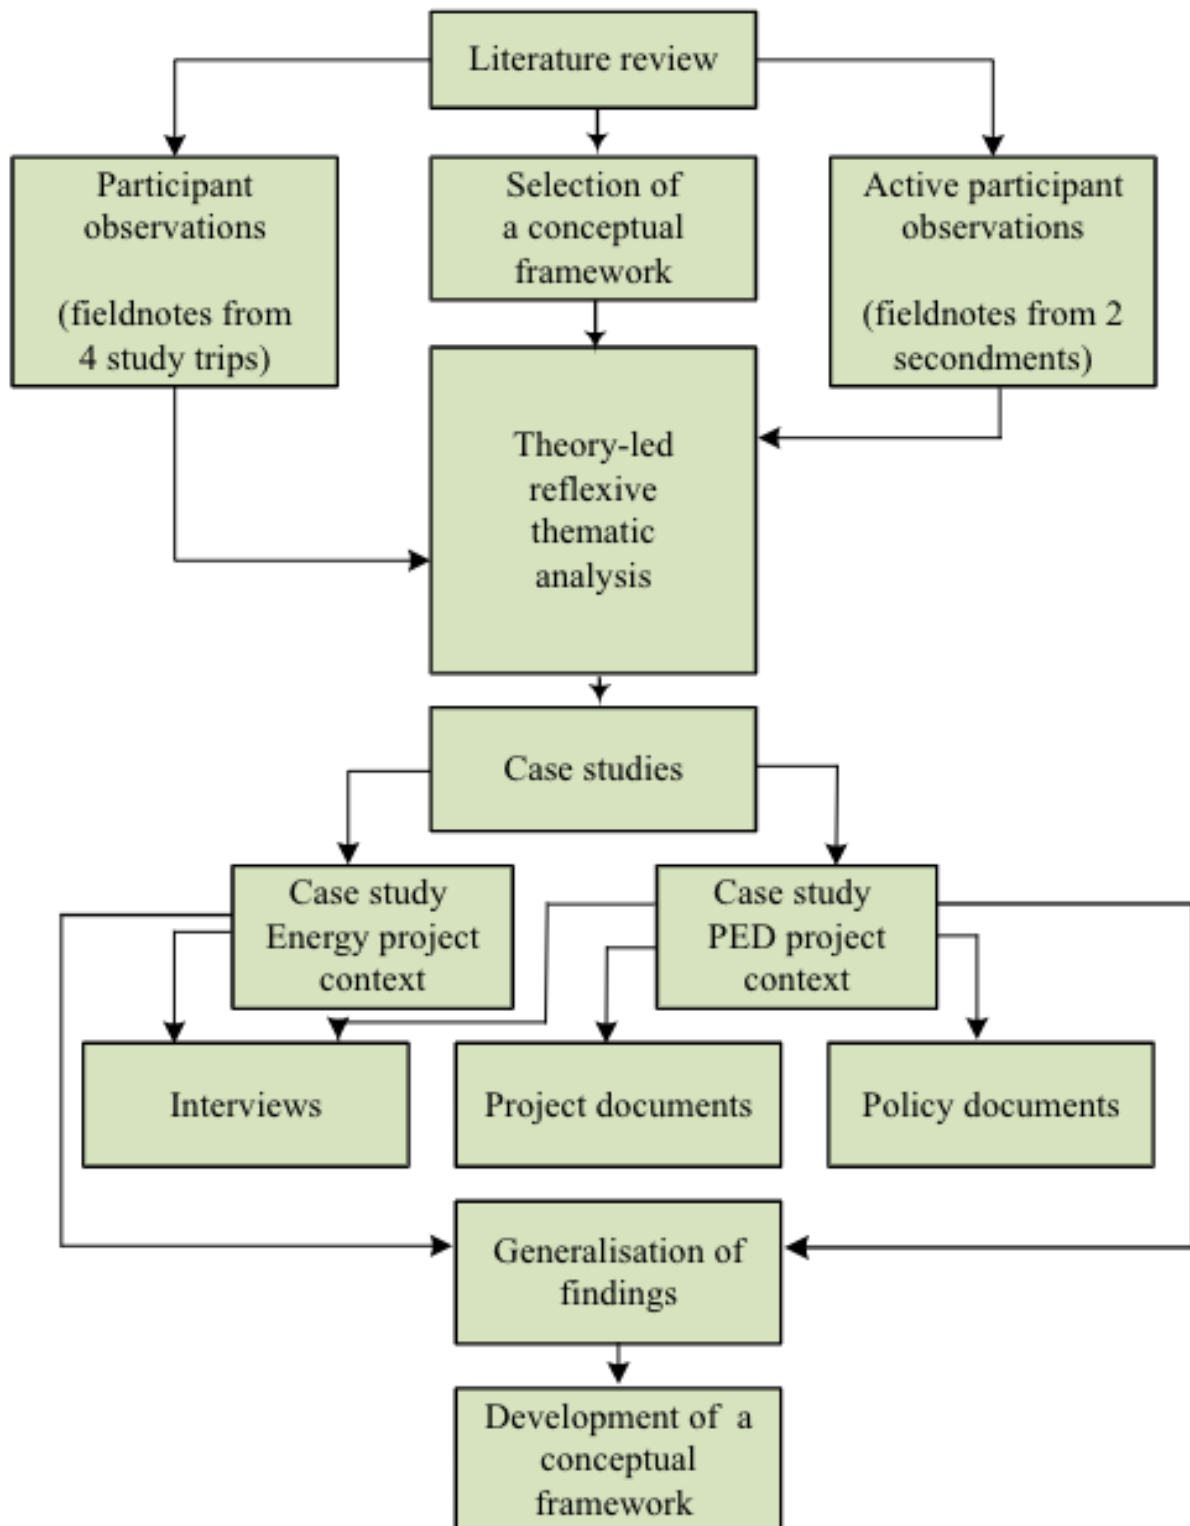 Literature review
Participant
observations
(fieldnotes from
4 study trips)
Selection of
a conceptual
framework
Active participant
observations
(fieldnotes from 2
secondments)
Theory-led
reflexive
thematic
analysis
Case studies
Case study
Energy project
context
Case study
PED project
context
Interviews
Project documents
Policy documents
Generalisation of
findings
Development of a
conceptual
framework